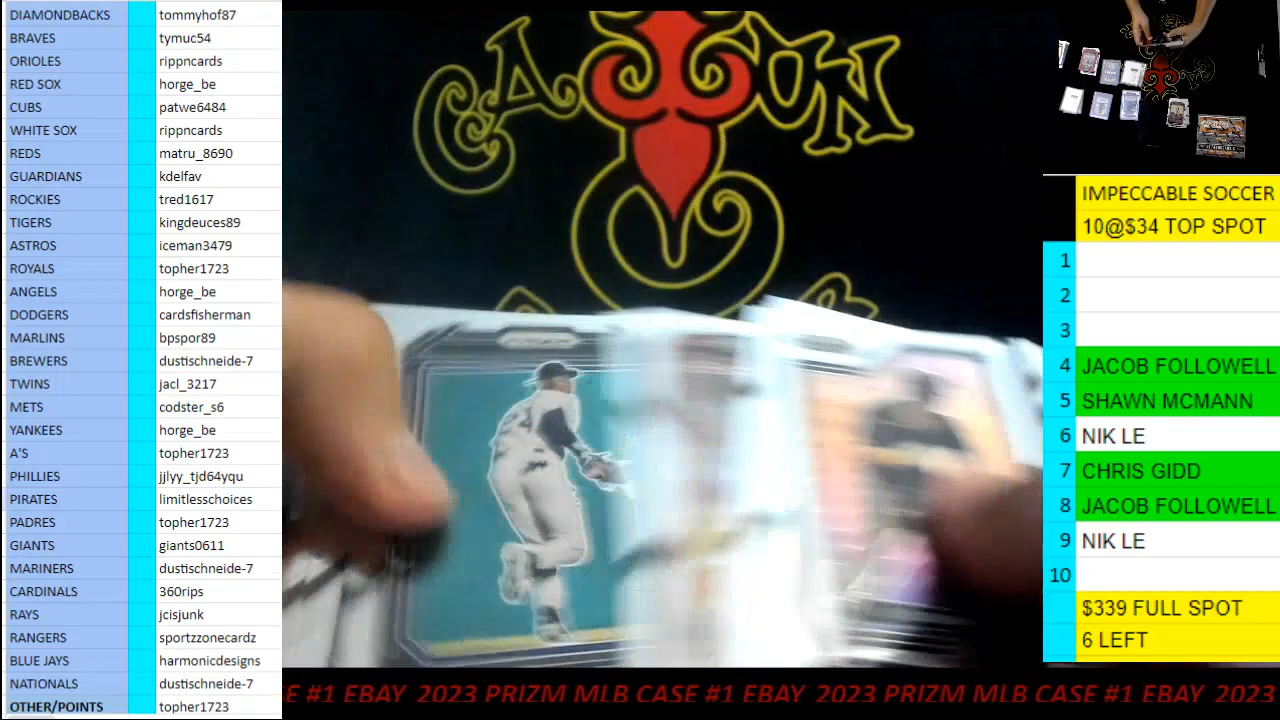 DIAMONDBACKS tommyhof87
BRAVES tymuc54
ORIOLES rippncards
RED SOX horge_be
CUBS patwe6484
WHITE SOX rippncards
REDS matru_8690
GUARDIANS kdelfav
ROCKIES tred1617
TIGERS kingdeuces89
ASTROS iceman3479
ROYALS topher1723
ANGELS horge_be
DODGERS cardsfisherman
MARLINS bpspor89
BREWERS dustischneide-7
TWINS jacl_3217
METS codster_s6
YANKEES horge_be
A'S topher1723
PHILLIES jjlyy_tjd64yqu
PIRATES limitlesschoices
PADRES topher1723
GIANTS giants0611
MARINERS dustischneide-7
CARDINALS 360rips
RAYS jcisjunk
RANGERS sportzzonecardz
BLUE JAYS harmonicdesigns
NATIONALS dustischneide-7
OTHER/POINTS topher1723
IMPECCABLE SOCCER
10@$34 TOP SPOT
1
2
3
4 JACOB FOLLOWELL
5 SHAWN MCMANN
6 NIK LE
7 CHRIS GIDD
8 JACOB FOLLOWELL
9 NIK LE
10
$339 FULL SPOT
6 LEFT
E #1 EBAY 2023 PRIZM MLB CASE #1 EBAY 2023 PRIZM MLB CASE #1 EBAY 2023